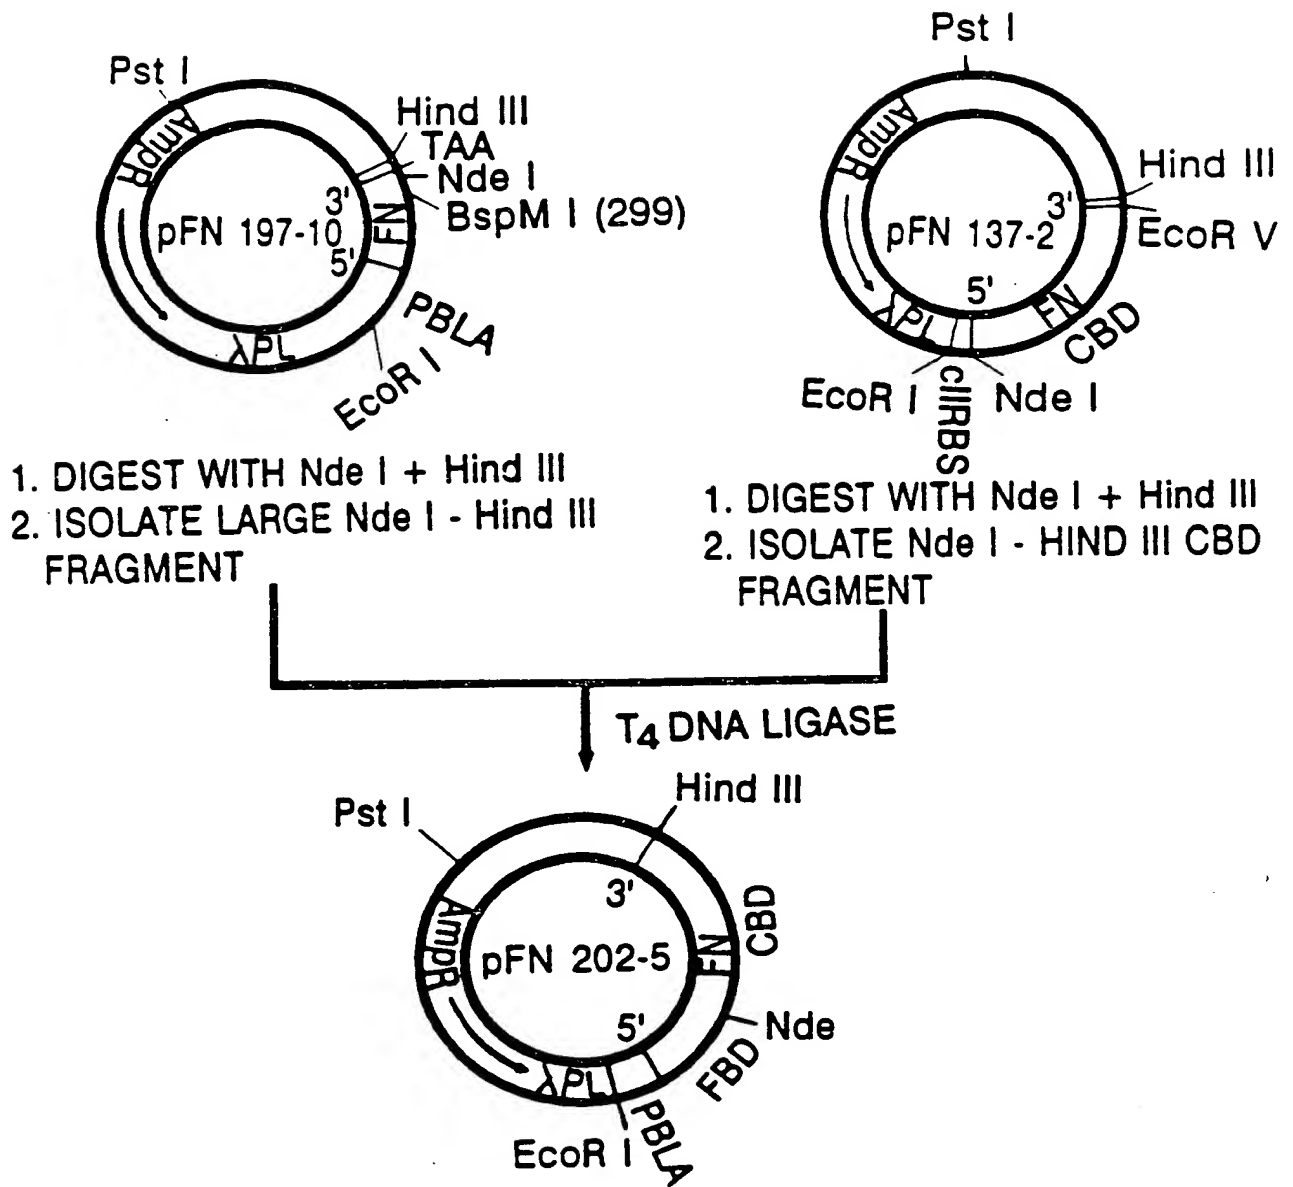 Pst I
AmpR
Hind III
TAA
Nde I
BspM I (299)
3'
FN
pFN 197-10
5'
PBLA
λPL
EcoR I
Pst I
AmpR
Hind III
3'
EcoR V
pFN 137-2
5'
FN
CBD
λPL
EcoR I
cIIRBS
Nde I
1. DIGEST WITH Nde I + Hind III
2. ISOLATE LARGE Nde I - Hind III
FRAGMENT
1. DIGEST WITH Nde I + Hind III
2. ISOLATE Nde I - HIND III CBD
FRAGMENT
T4 DNA LIGASE
Pst I
Hind III
3'
AmpR
CBD
FN
pFN 202-5
5'
Nde
FBD
λPL
PBLA
EcoR I